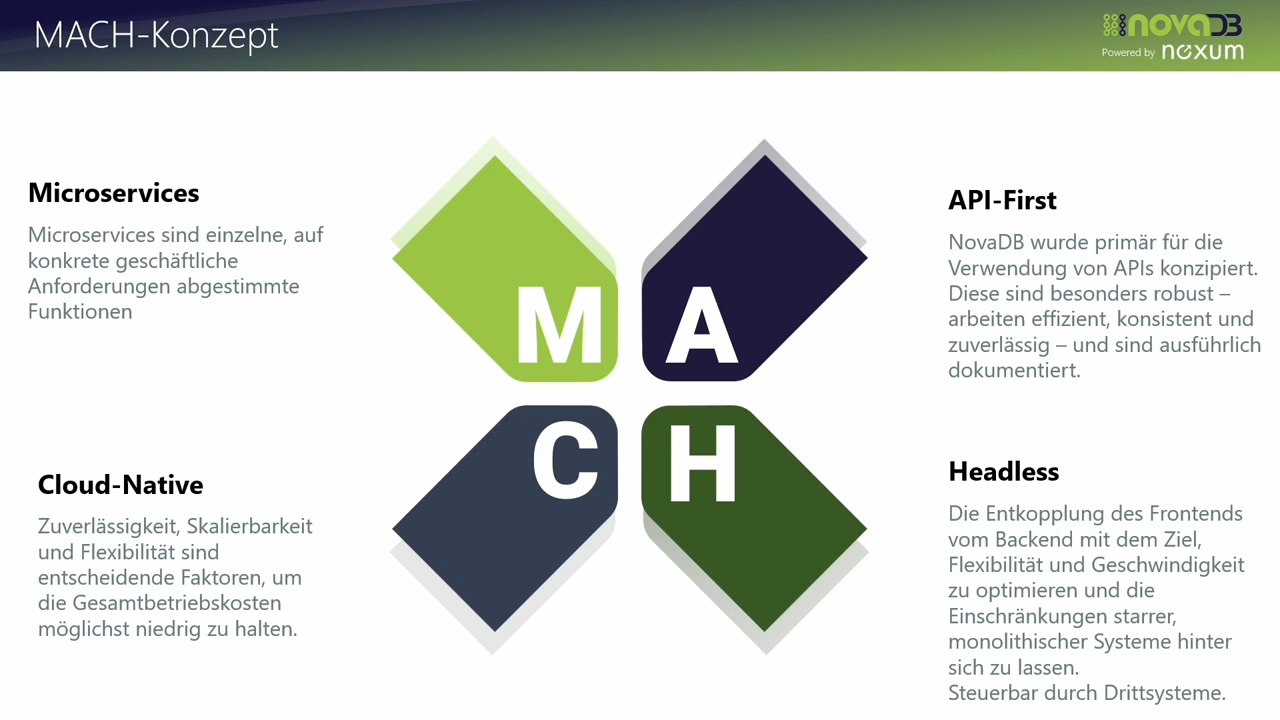 MACH-Konzept
novaDB
Powered by nexum
Microservices
Microservices sind einzelne, auf
konkrete geschäftliche
Anforderungen abgestimmte
Funktionen
M
A
API-First
NovaDB wurde primär für die
Verwendung von APIs konzipiert.
Diese sind besonders robust –
arbeiten effizient, konsistent und
zuverlässig – und sind ausführlich
dokumentiert.
Cloud-Native
Zuverlässigkeit, Skalierbarkeit
und Flexibilität sind
entscheidende Faktoren, um
die Gesamtbetriebskosten
möglichst niedrig zu halten.
C
H
Headless
Die Entkopplung des Frontends
vom Backend mit dem Ziel,
Flexibilität und Geschwindigkeit
zu optimieren und die
Einschränkungen starrer,
monolithischer Systeme hinter
sich zu lassen.
Steuerbar durch Drittsysteme.